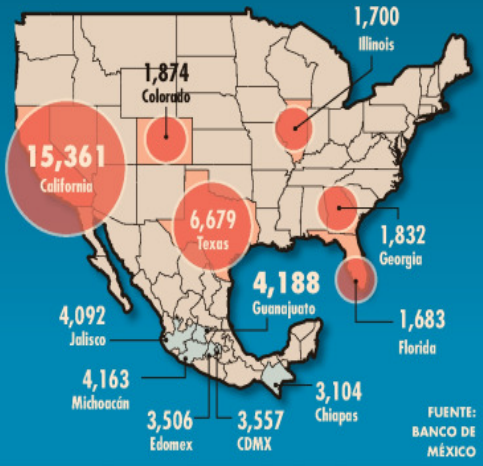 1,700
Illinois
1,874
Colorado
15,361
California
6,679
Texas
1,832
Georgia
4,188
Guanajuato
1,683
Florida
4,092
Jalisco
4,163
Michoacán
3,506
Edomex
3,557
CDMX
3,104
Chiapas
FUENTE:
BANCO DE
MÉXICO